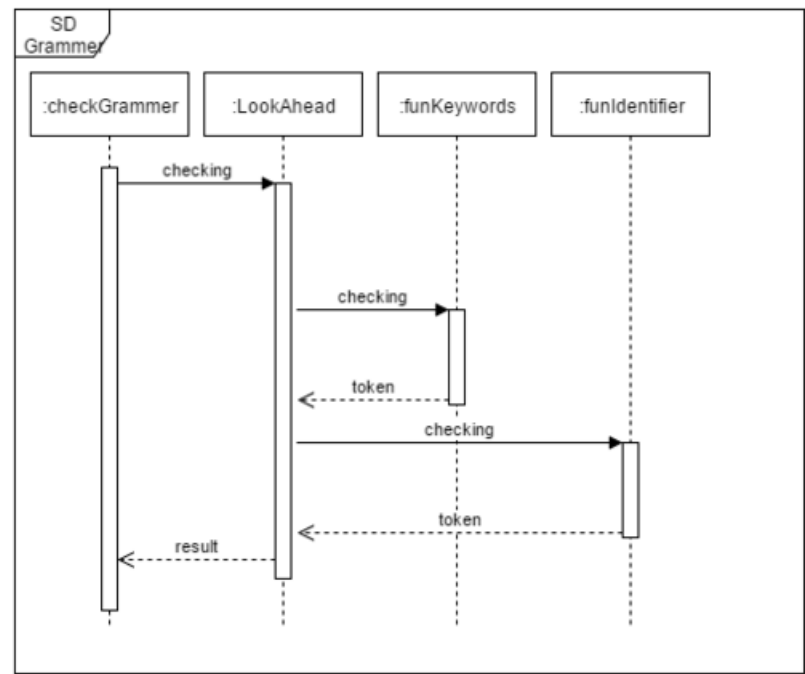 SD
Grammer
:checkGrammer
:LookAhead
:funKeywords
:funIdentifier
checking
checking
token
checking
token
result